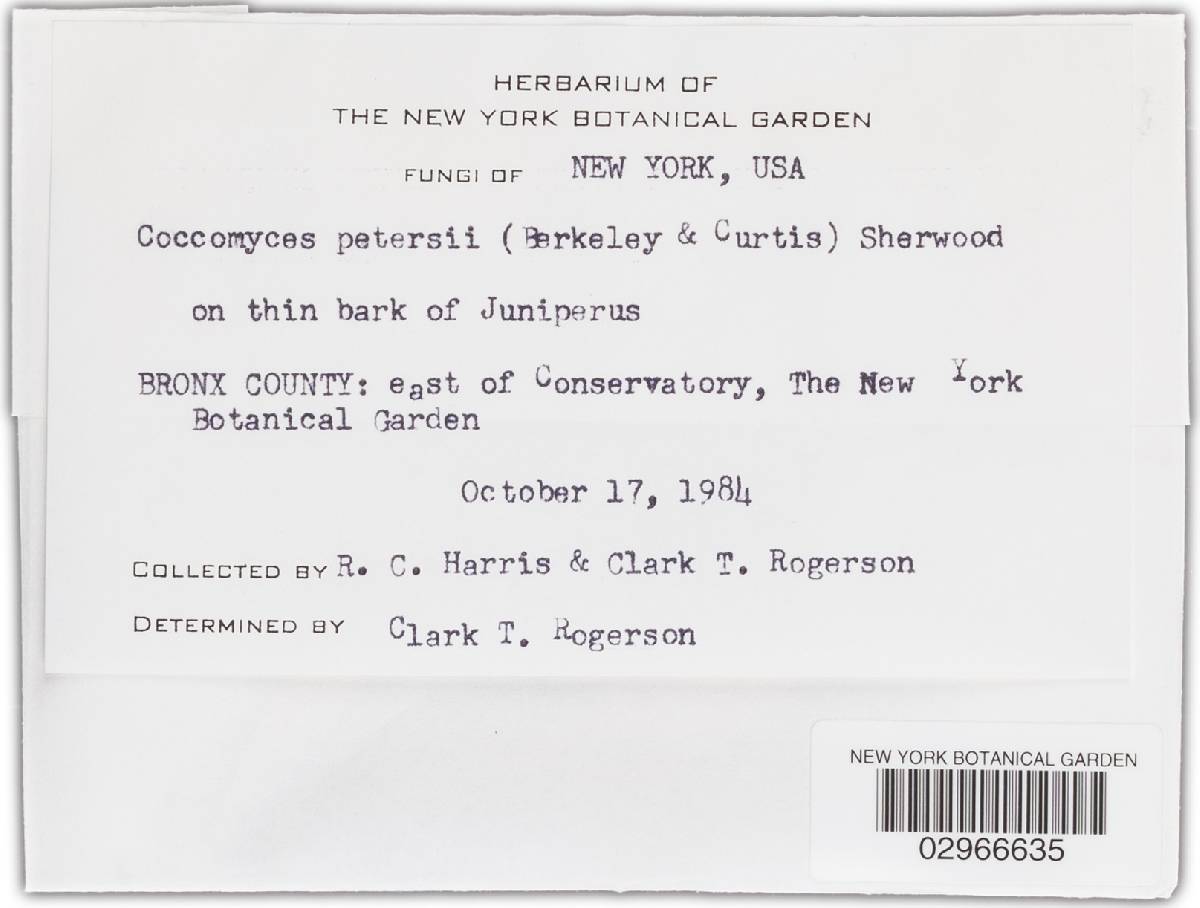 HERBARIUM OF
THE NEW YORK BOTANICAL GARDEN
FUNGI OF NEW YORK, USA
Coccomyces petersii (Berkeley & Curtis) Sherwood
on thin bark of Juniperus
BRONX COUNTY: east of Conservatory, The New York
Botanical Garden
October 17, 1984
COLLECTED BY R. C. Harris & Clark T. Rogerson
DETERMINED BY Clark T. Rogerson
NEW YORK BOTANICAL GARDEN
02966635